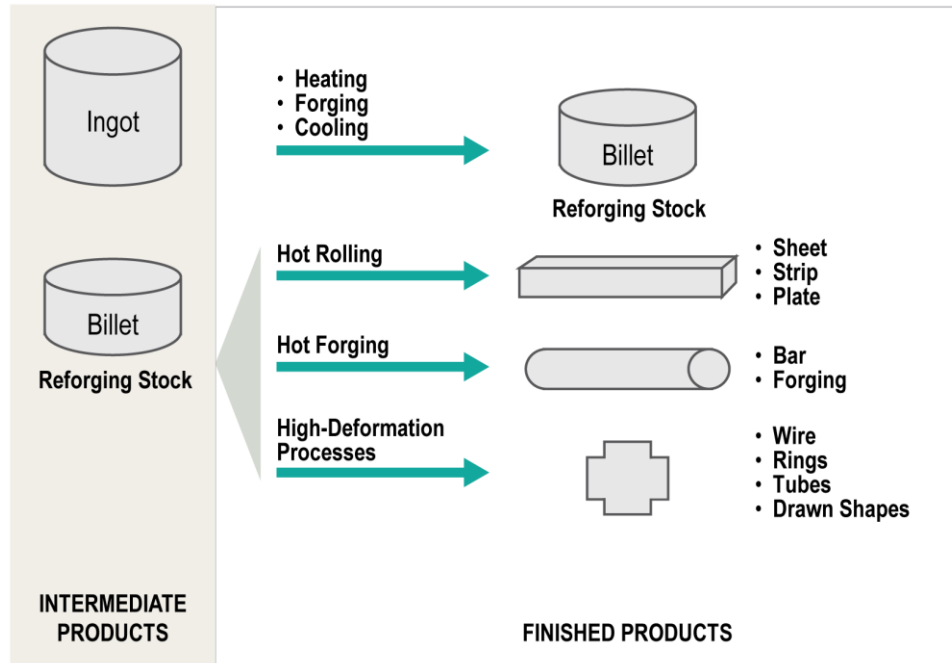 Ingot
• Heating
• Forging
• Cooling
Billet
Reforging Stock
Billet
Reforging Stock
Hot Rolling
• Sheet
• Strip
• Plate
Hot Forging
• Bar
• Forging
High-Deformation
Processes
• Wire
• Rings
• Tubes
• Drawn Shapes
INTERMEDIATE
PRODUCTS
FINISHED PRODUCTS